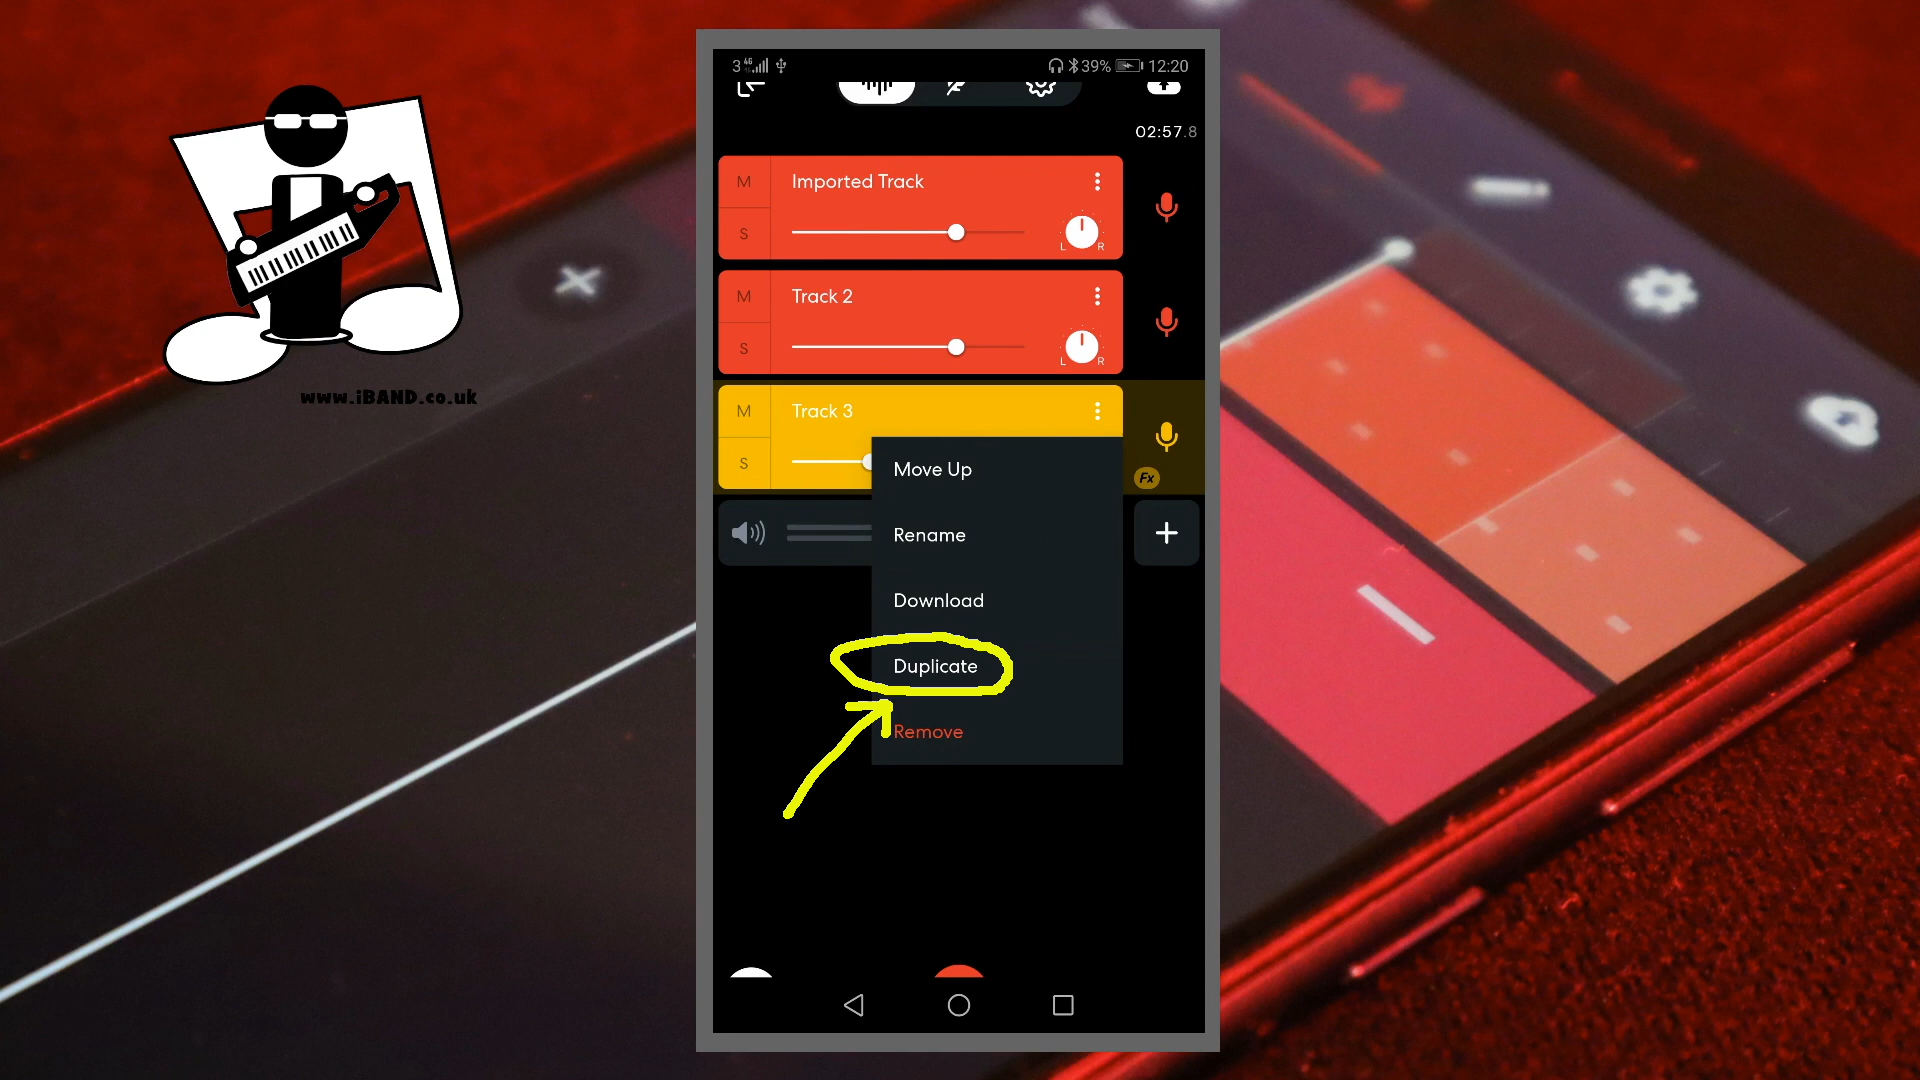 3 4G 39% 12:20
02:57.8
M Imported Track
S L R
M Track 2
S L R
M Track 3
S
Fx
Move Up
Rename
Download
Duplicate
Remove
www.iBAND.co.uk